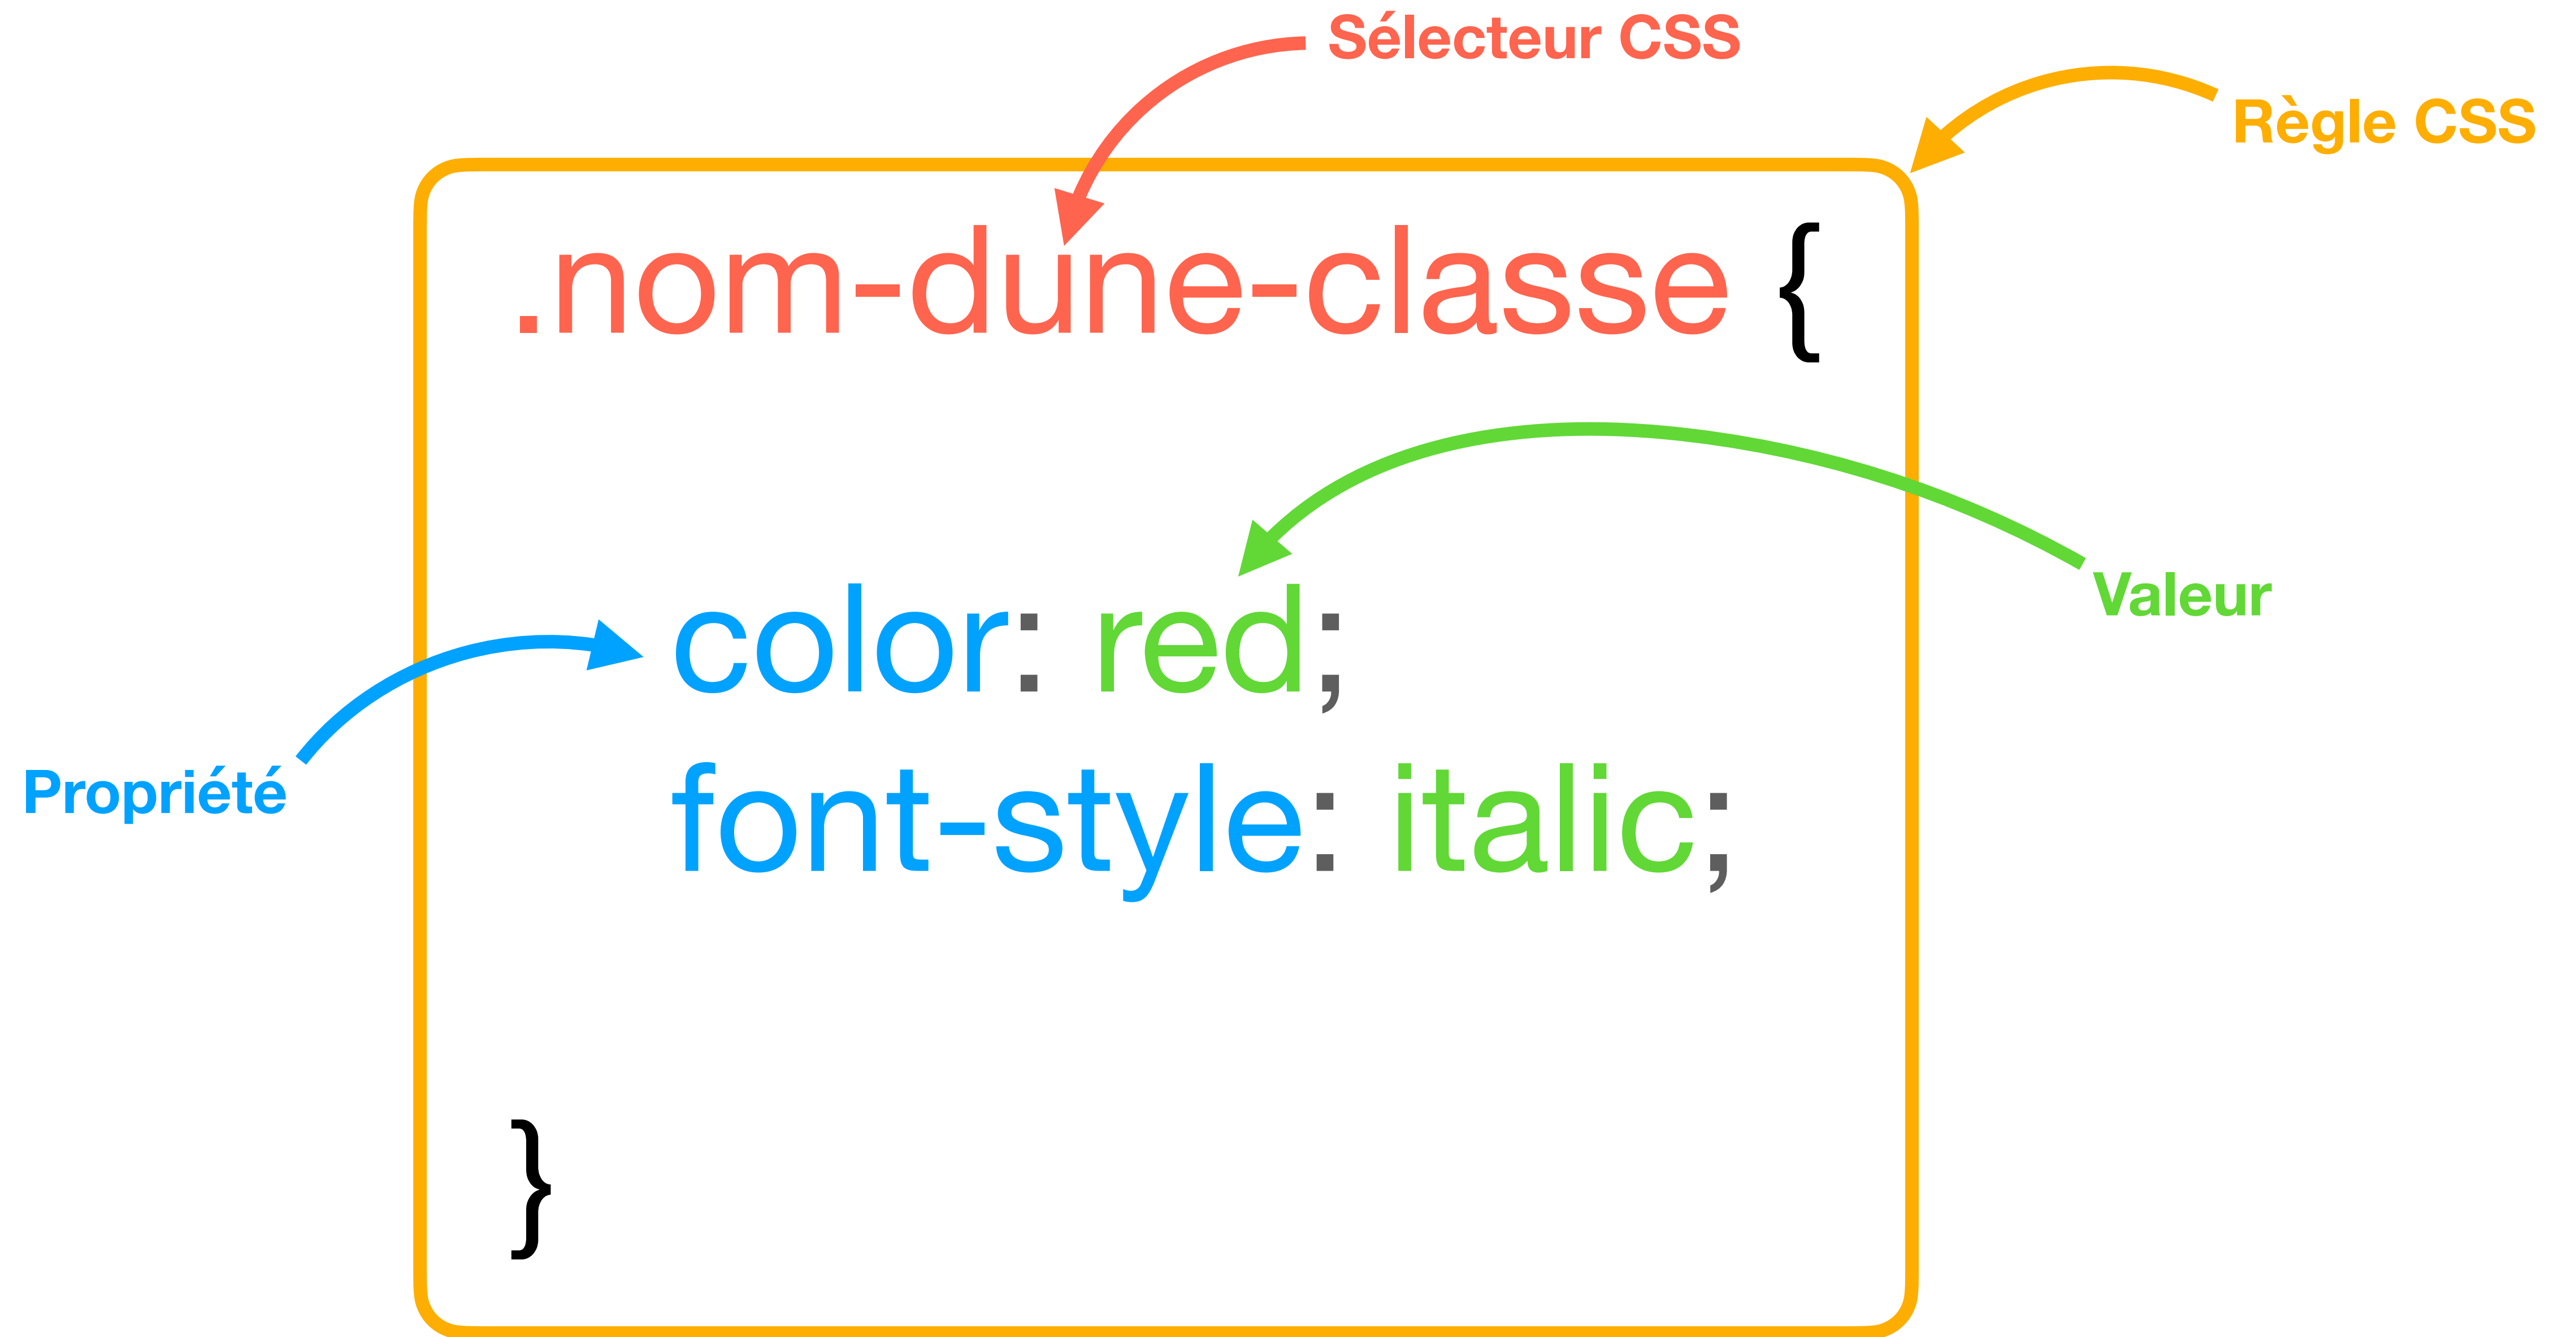 Sélecteur CSS
Règle CSS
.nom-dune-classe {
color: red;
Valeur
Propriété
font-style: italic;
}